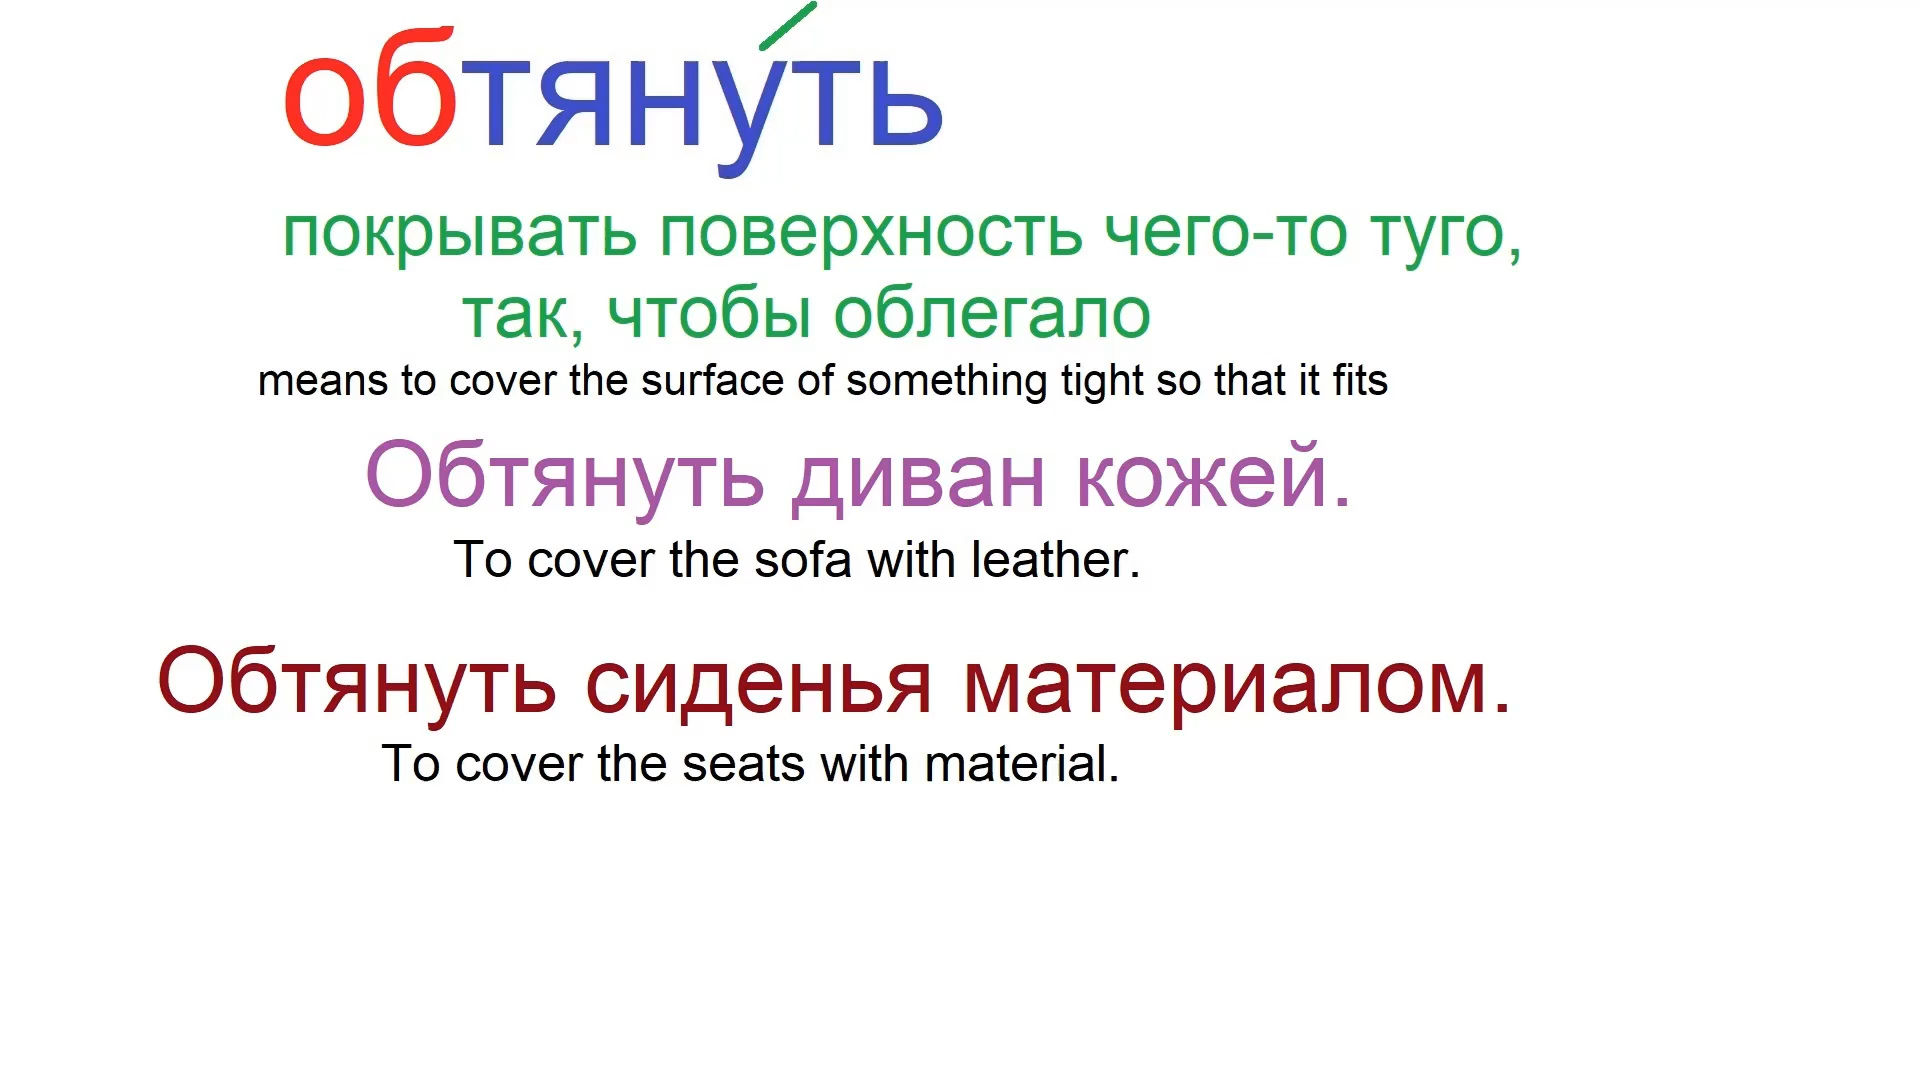 обтяну́ть
покрывать поверхность чего-то туго,
так, чтобы облегало
means to cover the surface of something tight so that it fits
Обтянуть диван кожей.
To cover the sofa with leather.
Обтянуть сиденья материалом.
To cover the seats with material.